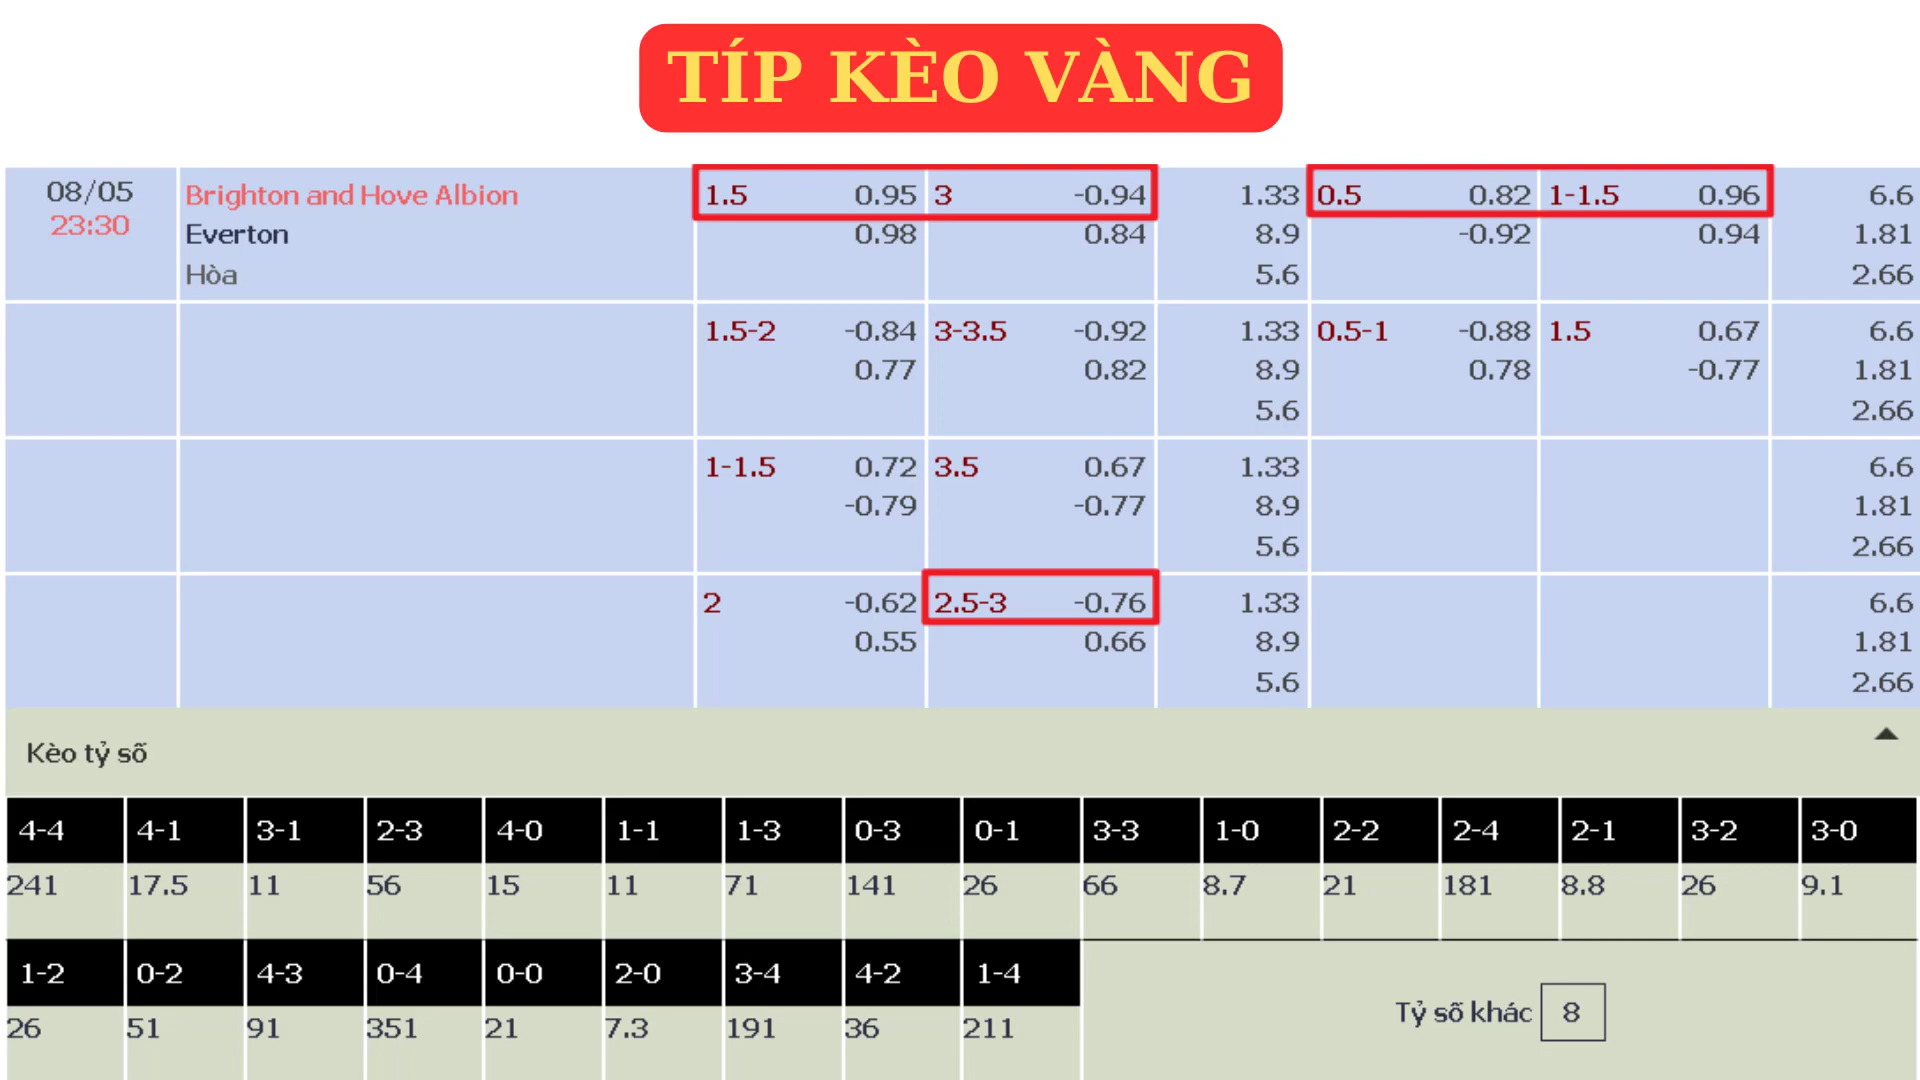 TÍP KÈO VÀNG
08/05 Brighton and Hove Albion 1.5 0.95 3 -0.94 1.33 0.5 0.82 1-1.5 0.96 6.6
23:30 Everton 0.98 0.84 8.9 -0.92 0.94 1.81
Hòa 5.6 2.66
1.5-2 -0.84 3-3.5 -0.92 1.33 0.5-1 -0.88 1.5 0.67 6.6
0.77 0.82 8.9 0.78 -0.77 1.81
5.6 2.66
1-1.5 0.72 3.5 0.67 1.33 6.6
-0.79 -0.77 8.9 1.81
5.6 2.66
2 -0.62 2.5-3 -0.76 1.33 6.6
0.55 0.66 8.9 1.81
5.6 2.66
Kèo tỷ số
4-4 4-1 3-1 2-3 4-0 1-1 1-3 0-3 0-1 3-3 1-0 2-2 2-4 2-1 3-2 3-0
241 17.5 11 56 15 11 71 141 26 66 8.7 21 181 8.8 26 9.1
1-2 0-2 4-3 0-4 0-0 2-0 3-4 4-2 1-4
26 51 91 351 21 7.3 191 36 211
Tỷ số khác 8